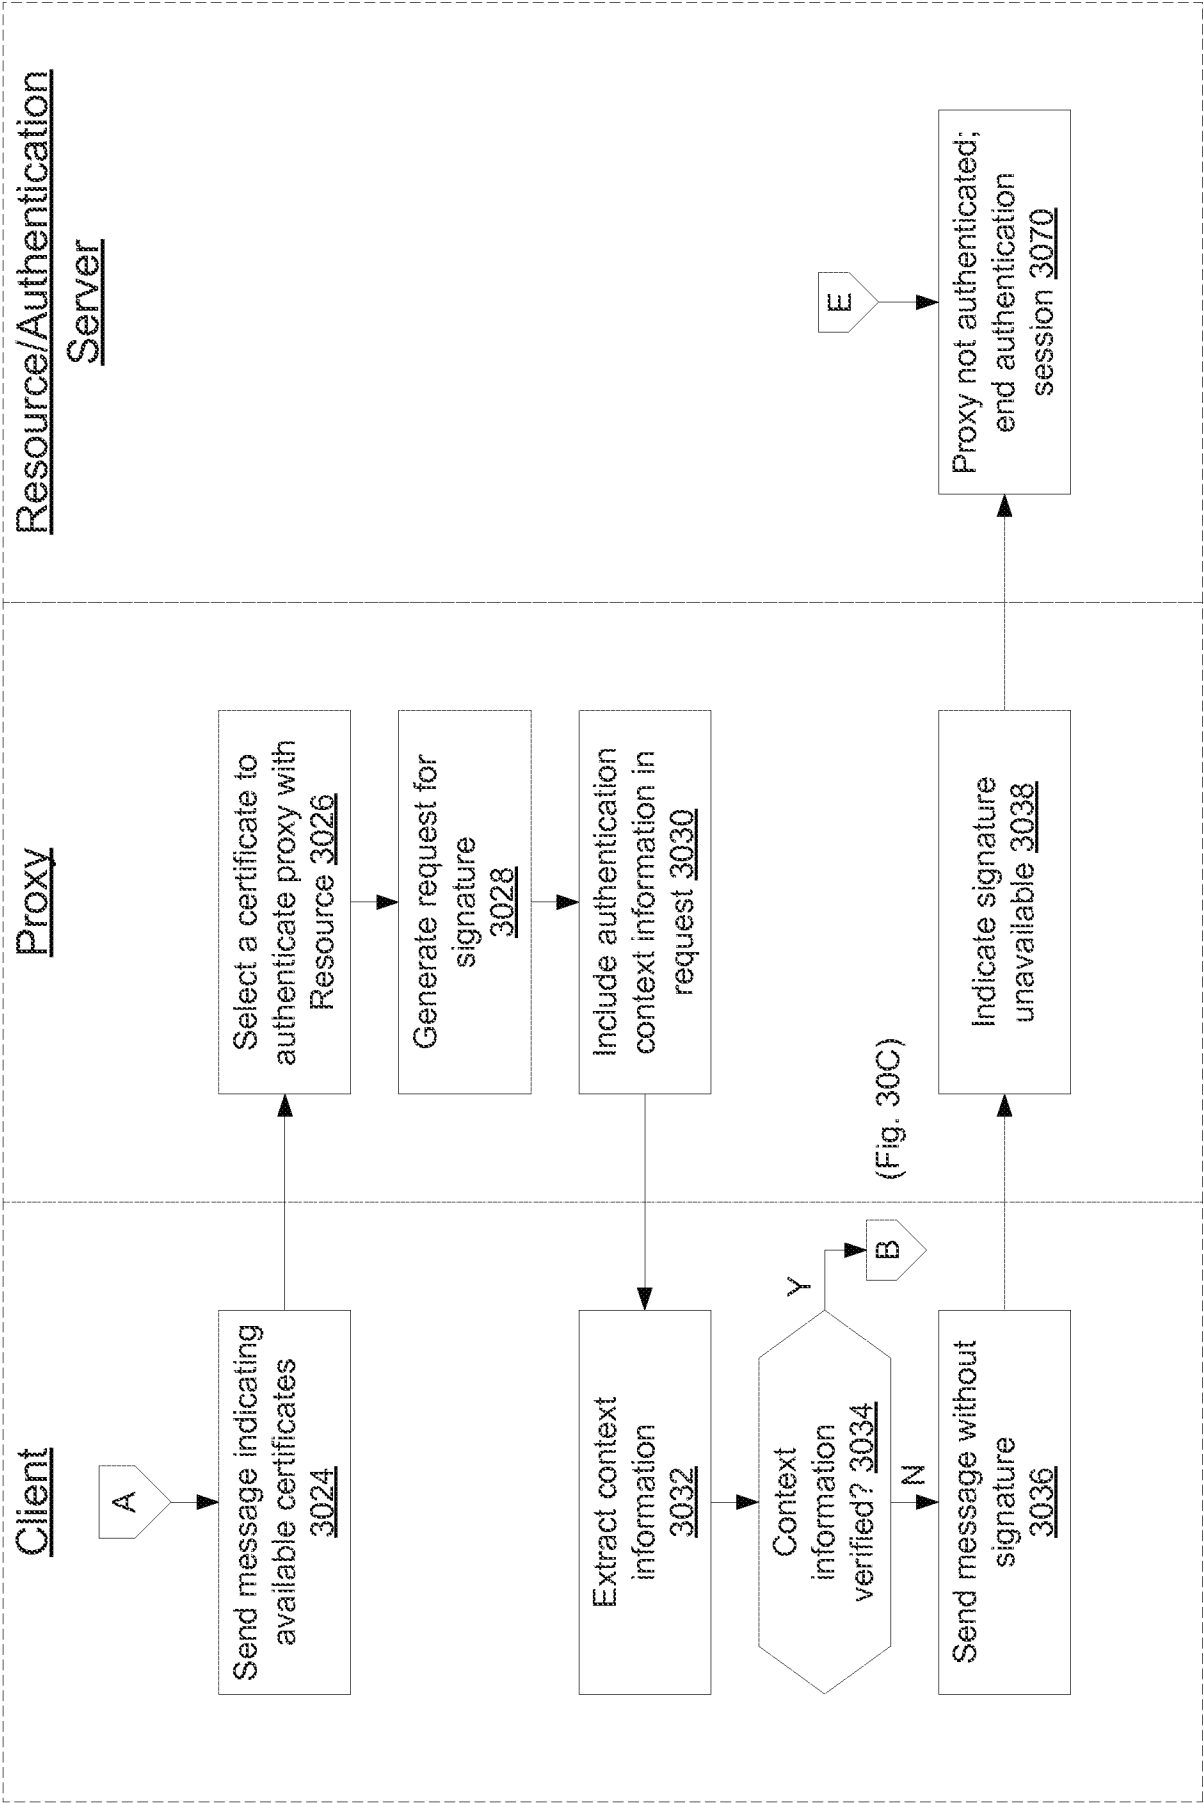 Client
Proxy
Resource/Authentication
Server
A
Send message indicating
available certificates
3024
Select a certificate to
authenticate proxy with
Resource 3026
Generate request for
signature
3028
Include authentication
context information in
request 3030
Extract context
information
3032
Context
information
verified? 3034
Y
B
(Fig. 30C)
N
Send message without
signature
3036
Indicate signature
unavailable 3038
E
Proxy not authenticated;
end authentication
session 3070